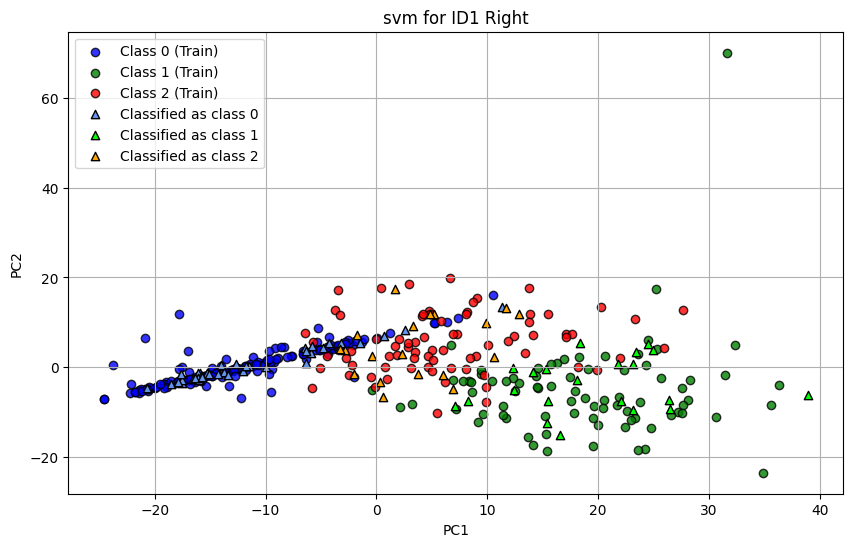 svm for ID1 Right
Class 0 (Train)
Class 1 (Train)
Class 2 (Train)
Classified as class 0
Classified as class 1
Classified as class 2
60
40
20
0
−20
PC2
−20 −10 0 10 20 30 40
PC1